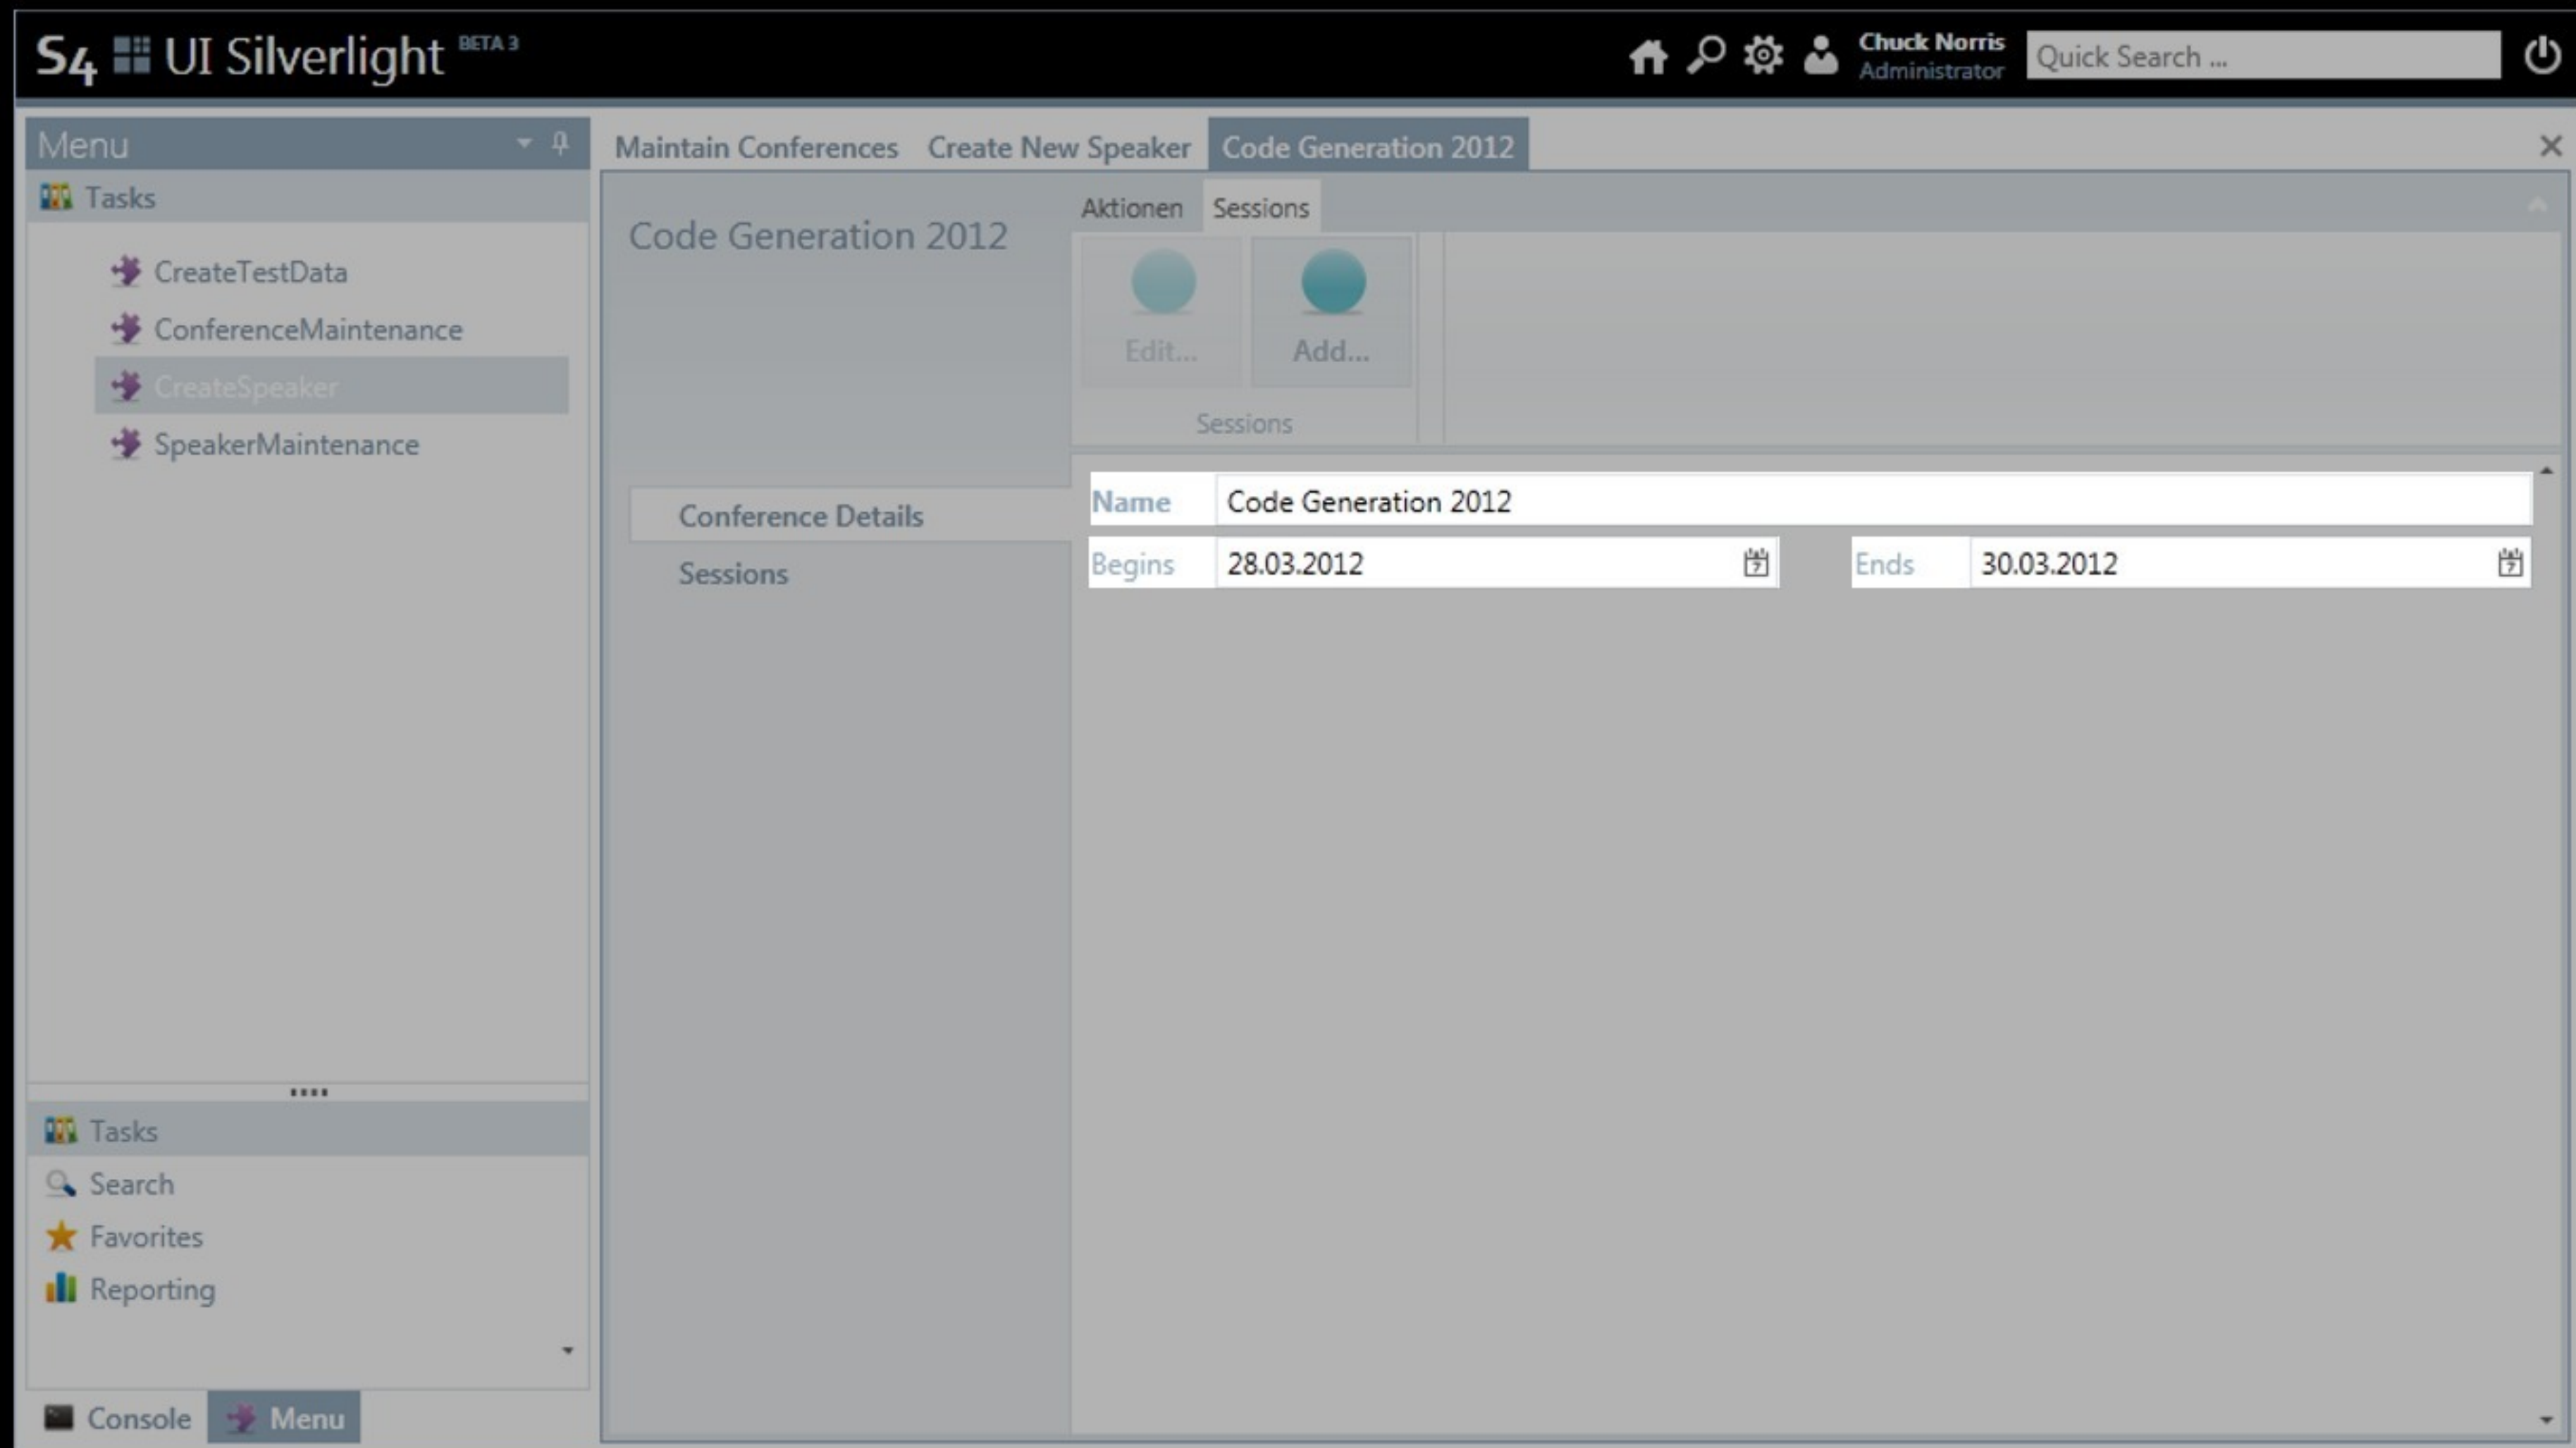 S4 UI Silverlight BETA 3
Chuck Norris
Administrator
Quick Search ...
Menu
Tasks
CreateTestData
ConferenceMaintenance
CreateSpeaker
SpeakerMaintenance
Tasks
Search
Favorites
Reporting
Console Menu
Maintain Conferences Create New Speaker Code Generation 2012
Code Generation 2012
Conference Details
Sessions
Aktionen Sessions
Edit... Add...
Sessions
Name Code Generation 2012
Begins 28.03.2012 Ends 30.03.2012